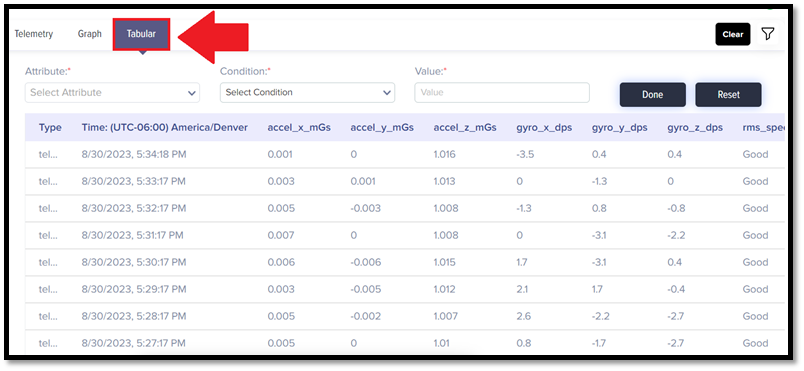 Telemetry Graph Tabular Clear
Attribute:* Condition:* Value:*
Select Attribute Select Condition Value Done Reset
Type Time: (UTC-06:00) America/Denver accel_x_mGs accel_y_mGs accel_z_mGs gyro_x_dps gyro_y_dps gyro_z_dps rms_spe
tel... 8/30/2023, 5:34:18 PM 0.001 0 1.016 -3.5 0.4 0.4 Good
tel... 8/30/2023, 5:33:17 PM 0.003 0.001 1.013 0 -1.3 0 Good
tel... 8/30/2023, 5:32:17 PM 0.005 -0.003 1.008 -1.3 0.8 -0.8 Good
tel... 8/30/2023, 5:31:17 PM 0.007 0 1.008 0 -3.1 -2.2 Good
tel... 8/30/2023, 5:30:17 PM 0.006 -0.006 1.015 1.7 -3.1 0.4 Good
tel... 8/30/2023, 5:29:17 PM 0.003 -0.005 1.012 2.1 1.7 -0.4 Good
tel... 8/30/2023, 5:28:17 PM 0.005 -0.002 1.007 2.6 -2.2 -2.7 Good
tel... 8/30/2023, 5:27:17 PM 0.005 0 1.01 0.8 -1.7 -2.7 Good